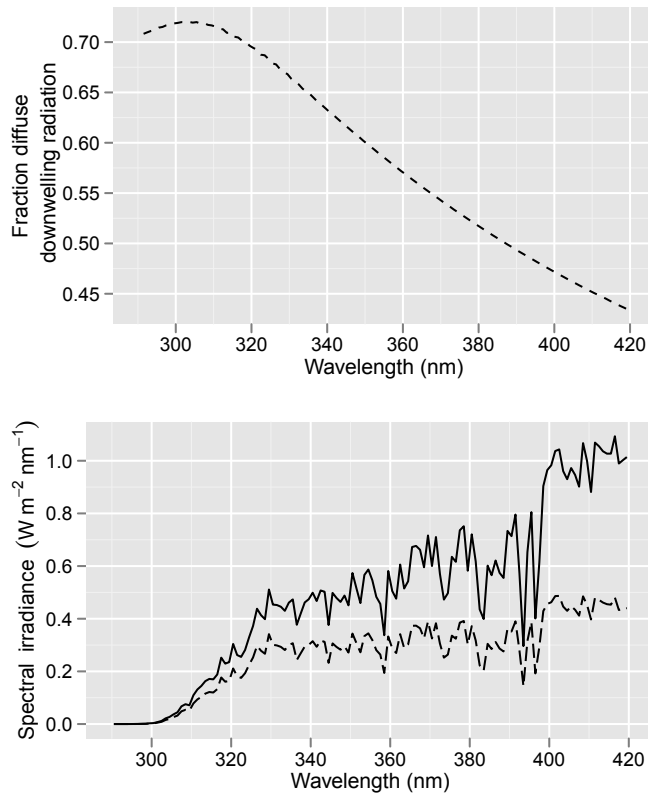 Fraction diffuse
downwelling radiation
0.70
0.65
0.60
0.55
0.50
0.45
300 320 340 360 380 400 420
Wavelength (nm)
Spectral irradiance (W m⁻² nm⁻¹)
1.0
0.8
0.6
0.4
0.2
0.0
300 320 340 360 380 400 420
Wavelength (nm)